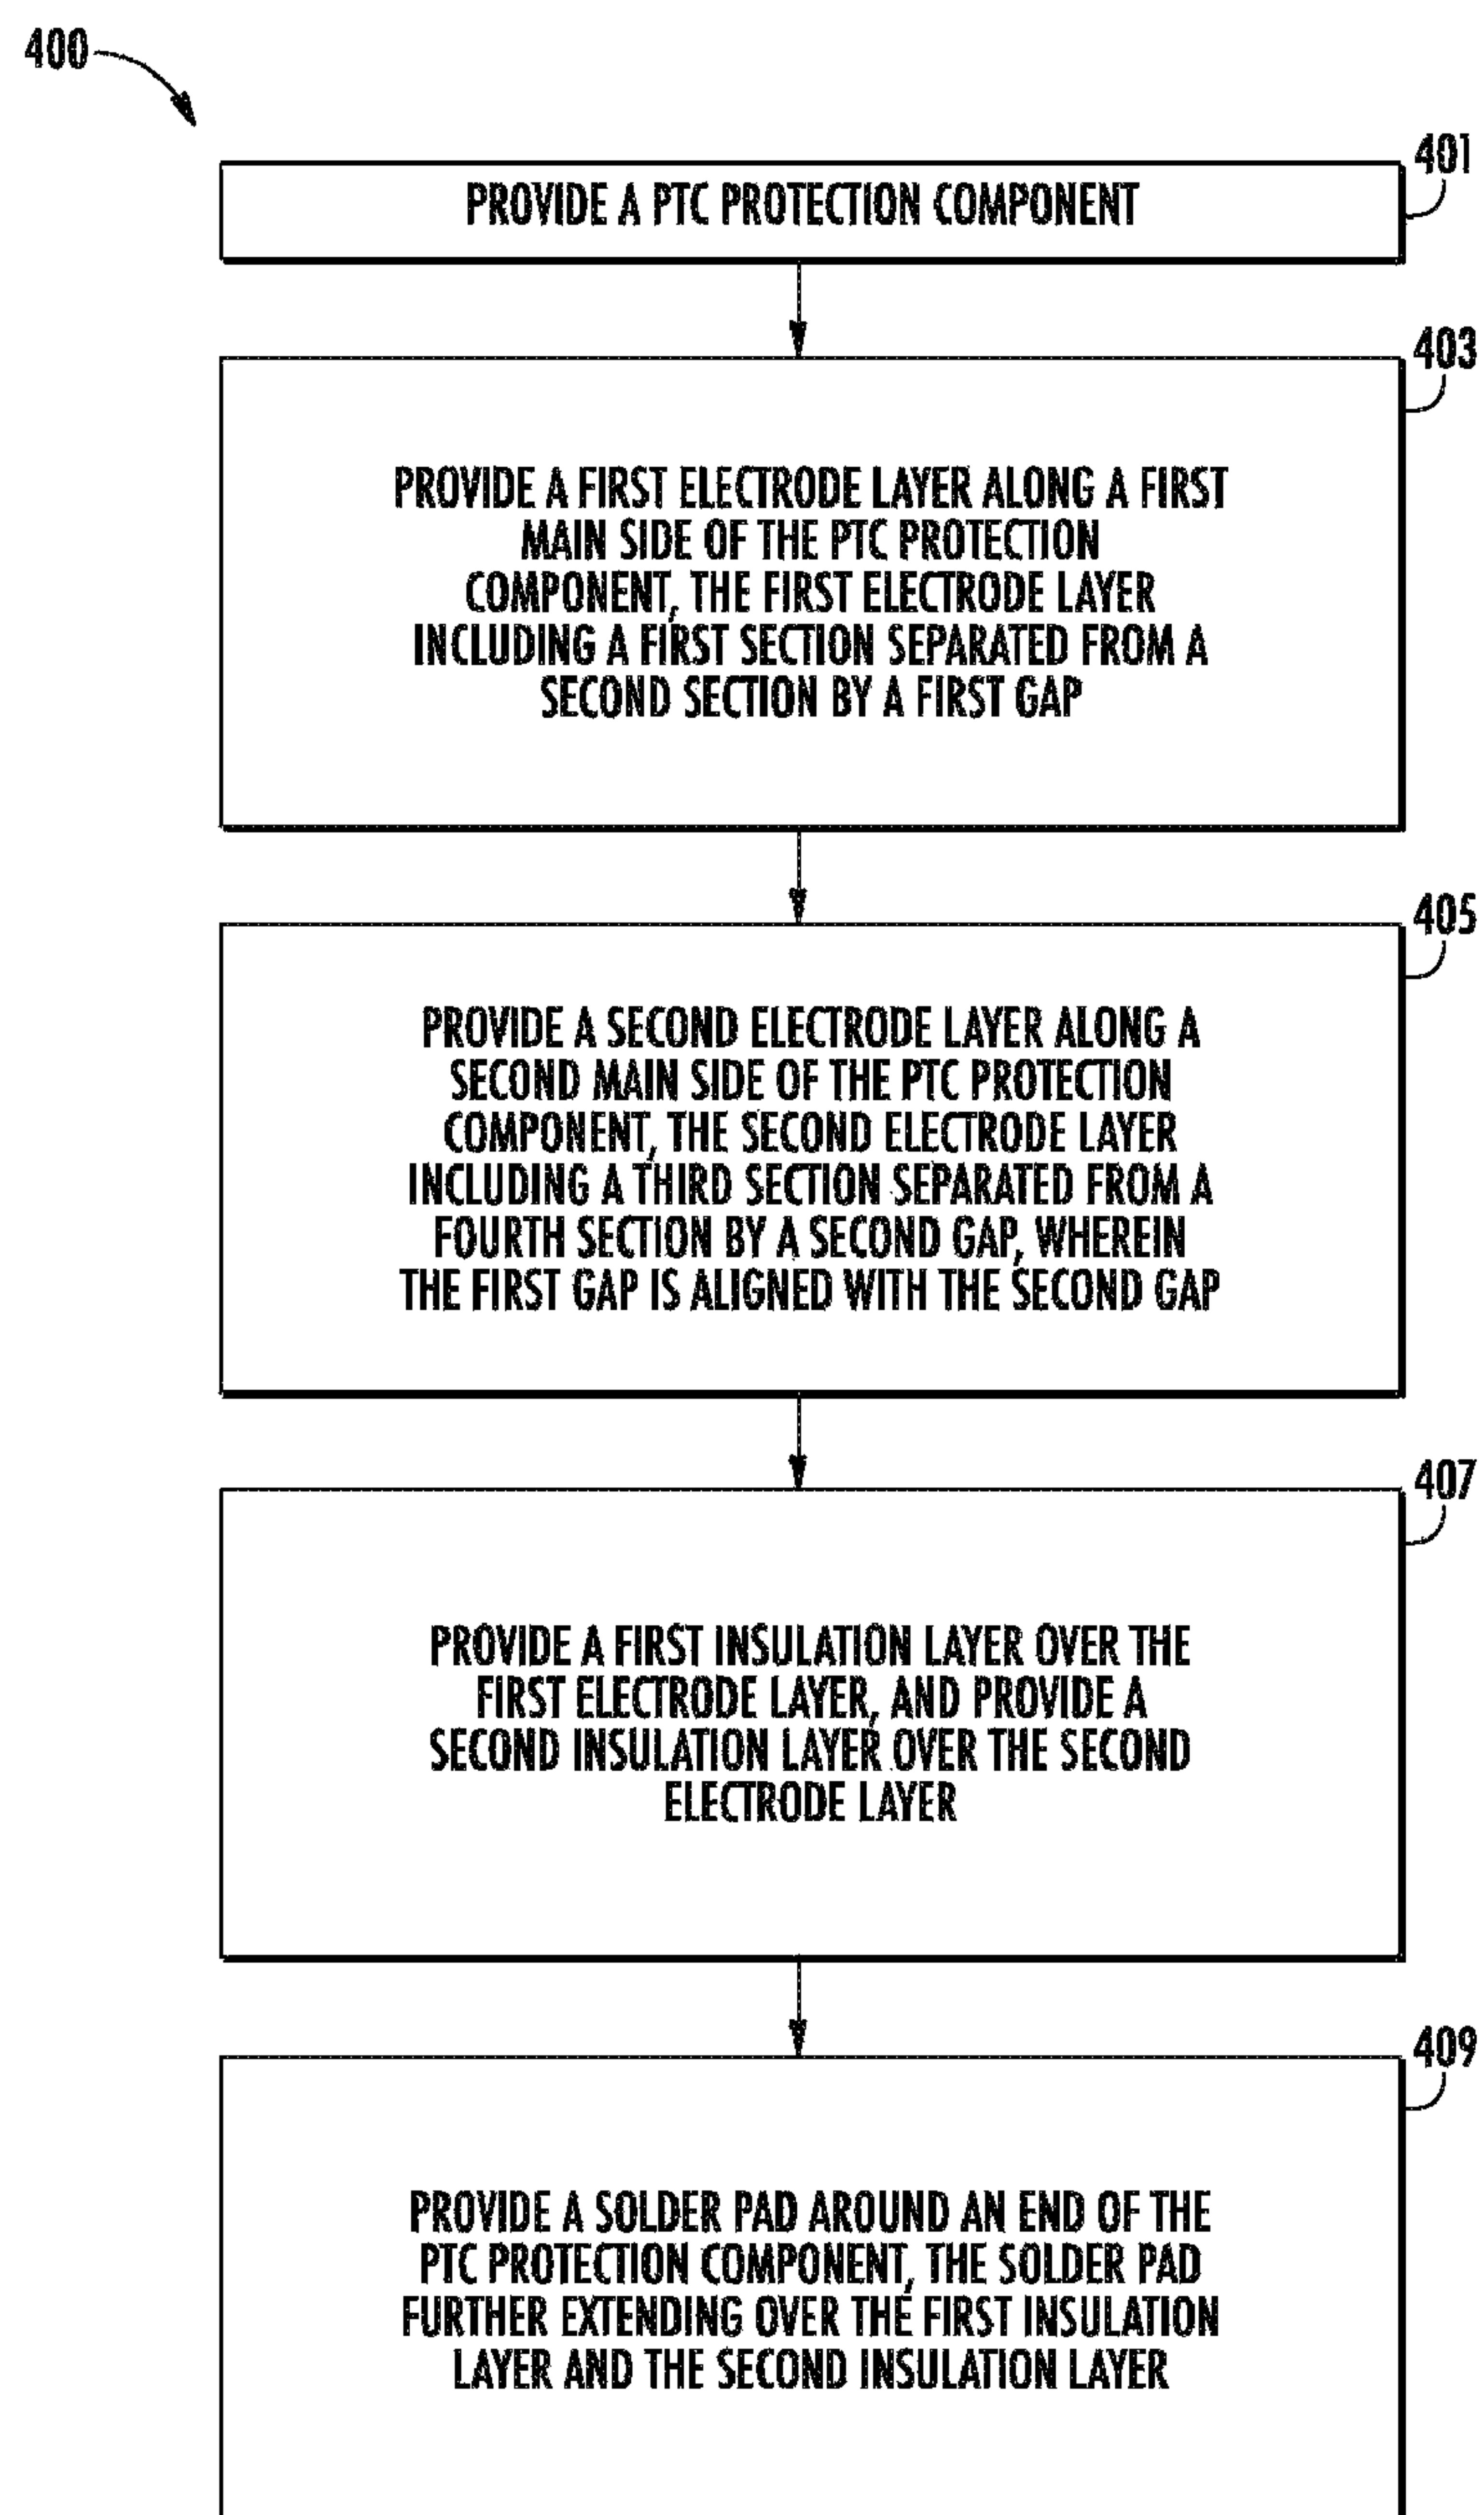 400
401
PROVIDE A PTC PROTECTION COMPONENT
403
PROVIDE A FIRST ELECTRODE LAYER ALONG A FIRST
MAIN SIDE OF THE PTC PROTECTION
COMPONENT, THE FIRST ELECTRODE LAYER
INCLUDING A FIRST SECTION SEPARATED FROM A
SECOND SECTION BY A FIRST GAP
405
PROVIDE A SECOND ELECTRODE LAYER ALONG A
SECOND MAIN SIDE OF THE PTC PROTECTION
COMPONENT, THE SECOND ELECTRODE LAYER
INCLUDING A THIRD SECTION SEPARATED FROM A
FOURTH SECTION BY A SECOND GAP, WHEREIN
THE FIRST GAP IS ALIGNED WITH THE SECOND GAP
407
PROVIDE A FIRST INSULATION LAYER OVER THE
FIRST ELECTRODE LAYER, AND PROVIDE A
SECOND INSULATION LAYER OVER THE SECOND
ELECTRODE LAYER
409
PROVIDE A SOLDER PAD AROUND AN END OF THE
PTC PROTECTION COMPONENT, THE SOLDER PAD
FURTHER EXTENDING OVER THE FIRST INSULATION
LAYER AND THE SECOND INSULATION LAYER